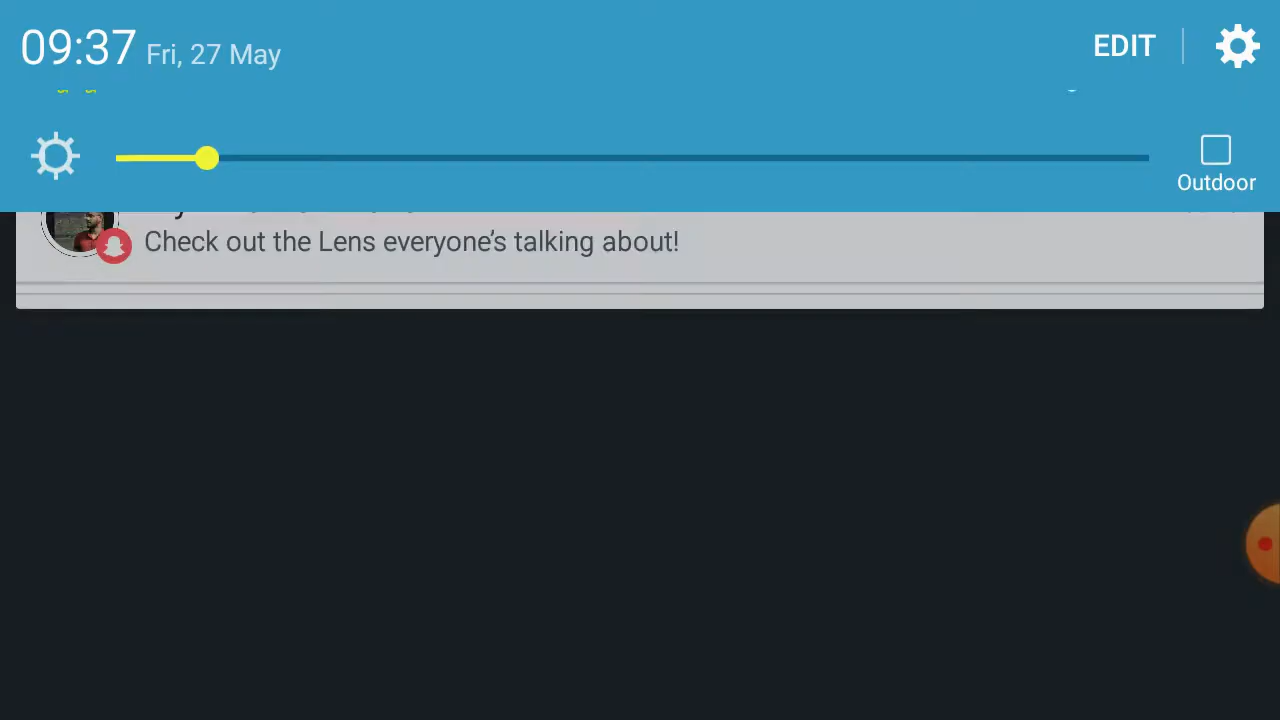 09:37 Fri, 27 May
EDIT
Outdoor
Check out the Lens everyone's talking about!